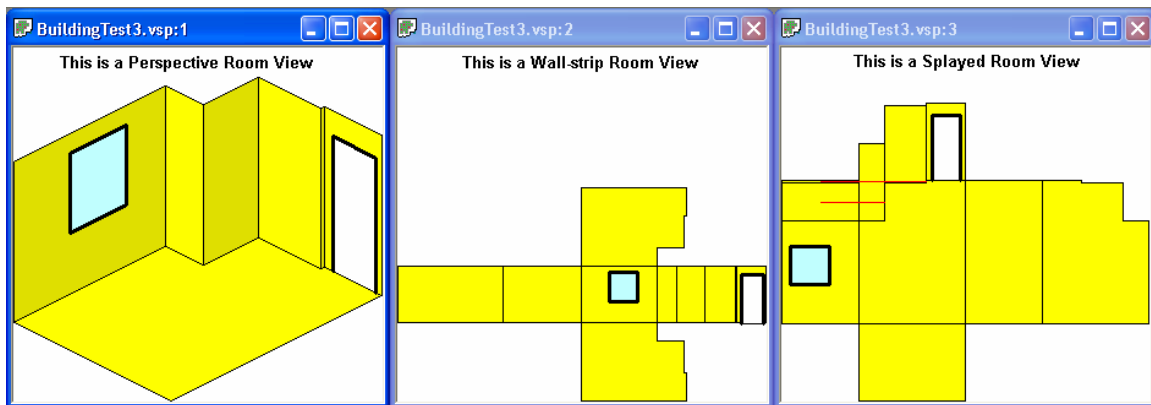 BuildingTest3.vsp:1
This is a Perspective Room View
BuildingTest3.vsp:2
This is a Wall-strip Room View
BuildingTest3.vsp:3
This is a Splayed Room View